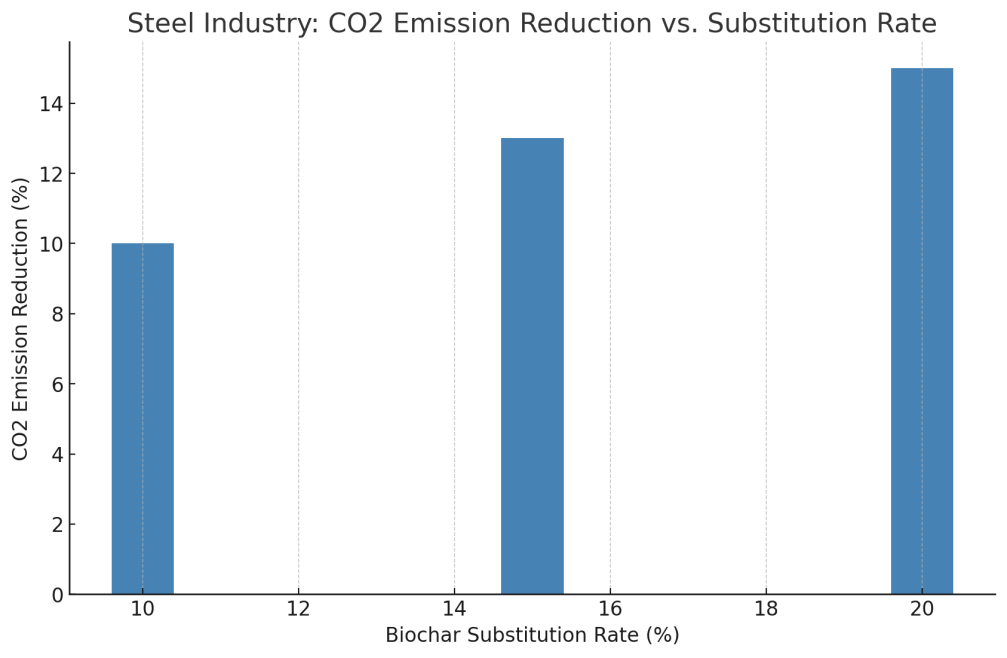 Steel Industry: CO2 Emission Reduction vs. Substitution Rate
CO2 Emission Reduction (%)
14
12
10
8
6
4
2
0
10 12 14 16 18 20
Biochar Substitution Rate (%)